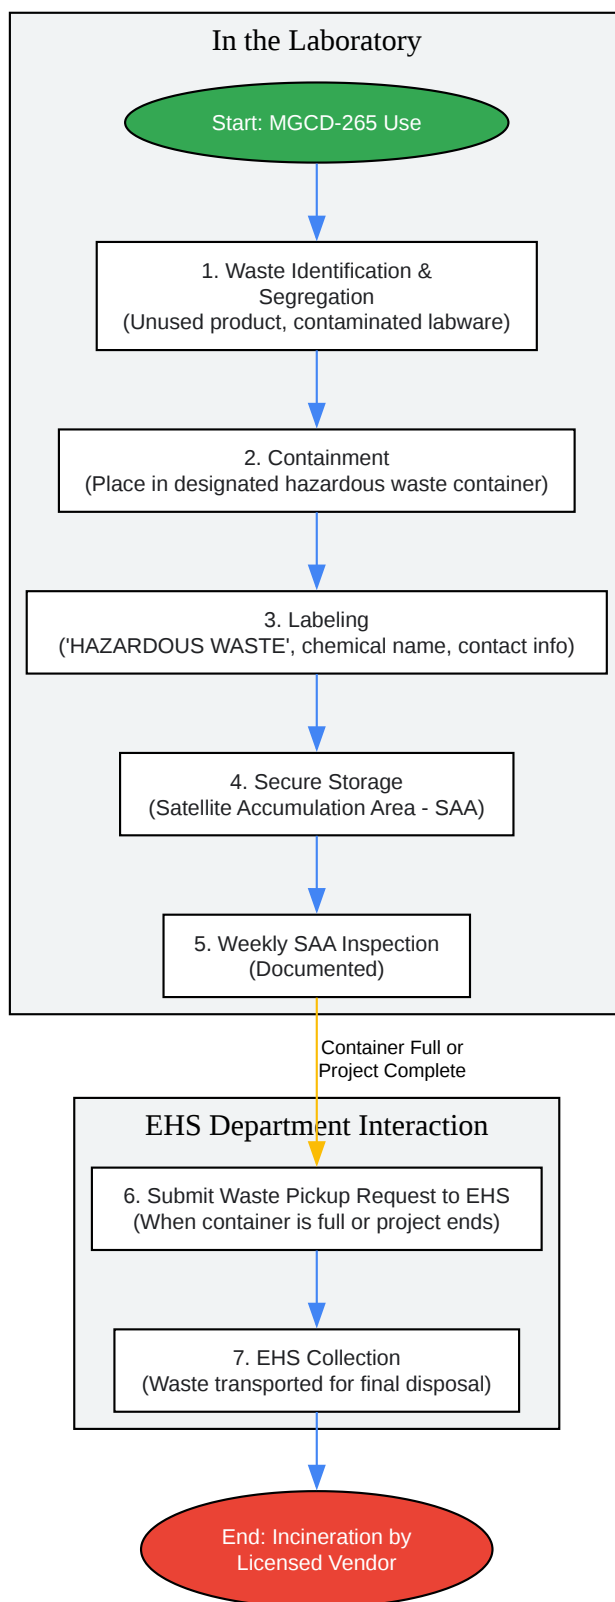 In the Laboratory
Start: MGCD-265 Use
1. Waste Identification &
Segregation
(Unused product, contaminated labware)
2. Containment
(Place in designated hazardous waste container)
3. Labeling
('HAZARDOUS WASTE', chemical name, contact info)
4. Secure Storage
(Satellite Accumulation Area - SAA)
5. Weekly SAA Inspection
(Documented)
Container Full or
Project Complete
EHS Department Interaction
6. Submit Waste Pickup Request to EHS
(When container is full or project ends)
7. EHS Collection
(Waste transported for final disposal)
End: Incineration by
Licensed Vendor